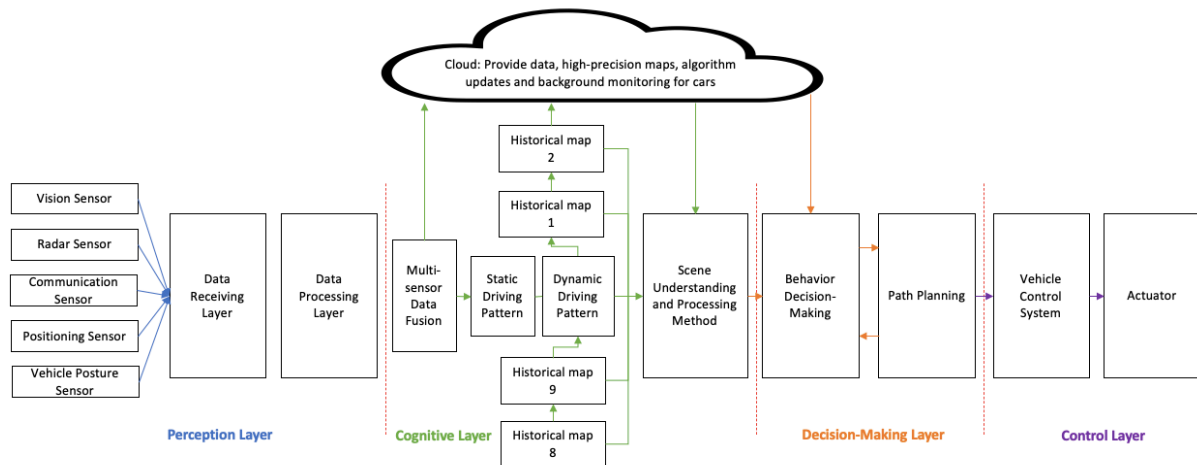 Cloud: Provide data, high-precision maps, algorithm
updates and background monitoring for cars
Historical map
2
Historical map
1
Vision Sensor
Radar Sensor
Communication
Sensor
Positioning Sensor
Vehicle Posture
Sensor
Data
Receiving
Layer
Data
Processing
Layer
Multi-
sensor
Data
Fusion
Static
Driving
Pattern
Dynamic
Driving
Pattern
Scene
Understanding
and Processing
Method
Behavior
Decision-
Making
Path Planning
Vehicle
Control
System
Actuator
Historical map
9
Historical map
8
Perception Layer
Cognitive Layer
Decision-Making Layer
Control Layer